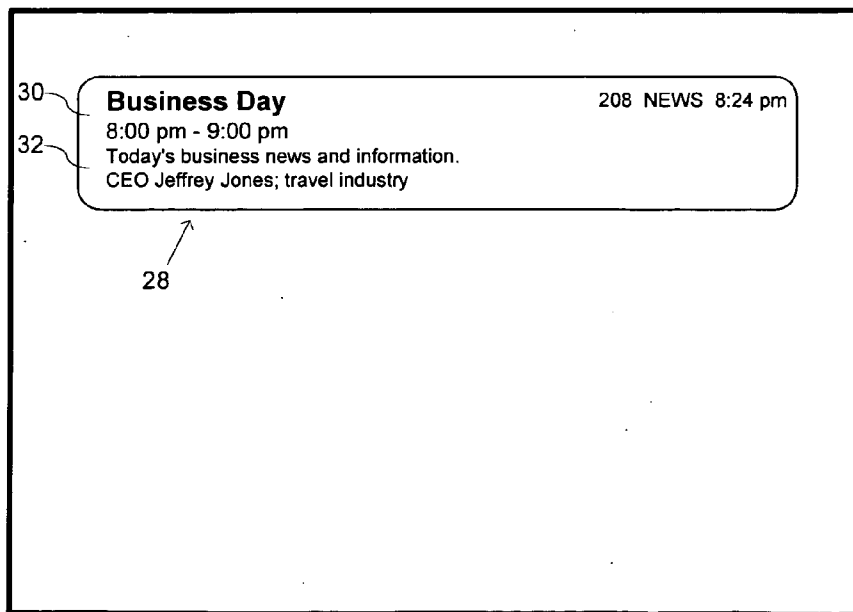 30 Business Day 208 NEWS 8:24 pm
8:00 pm - 9:00 pm
32 Today's business news and information.
CEO Jeffrey Jones; travel industry
28